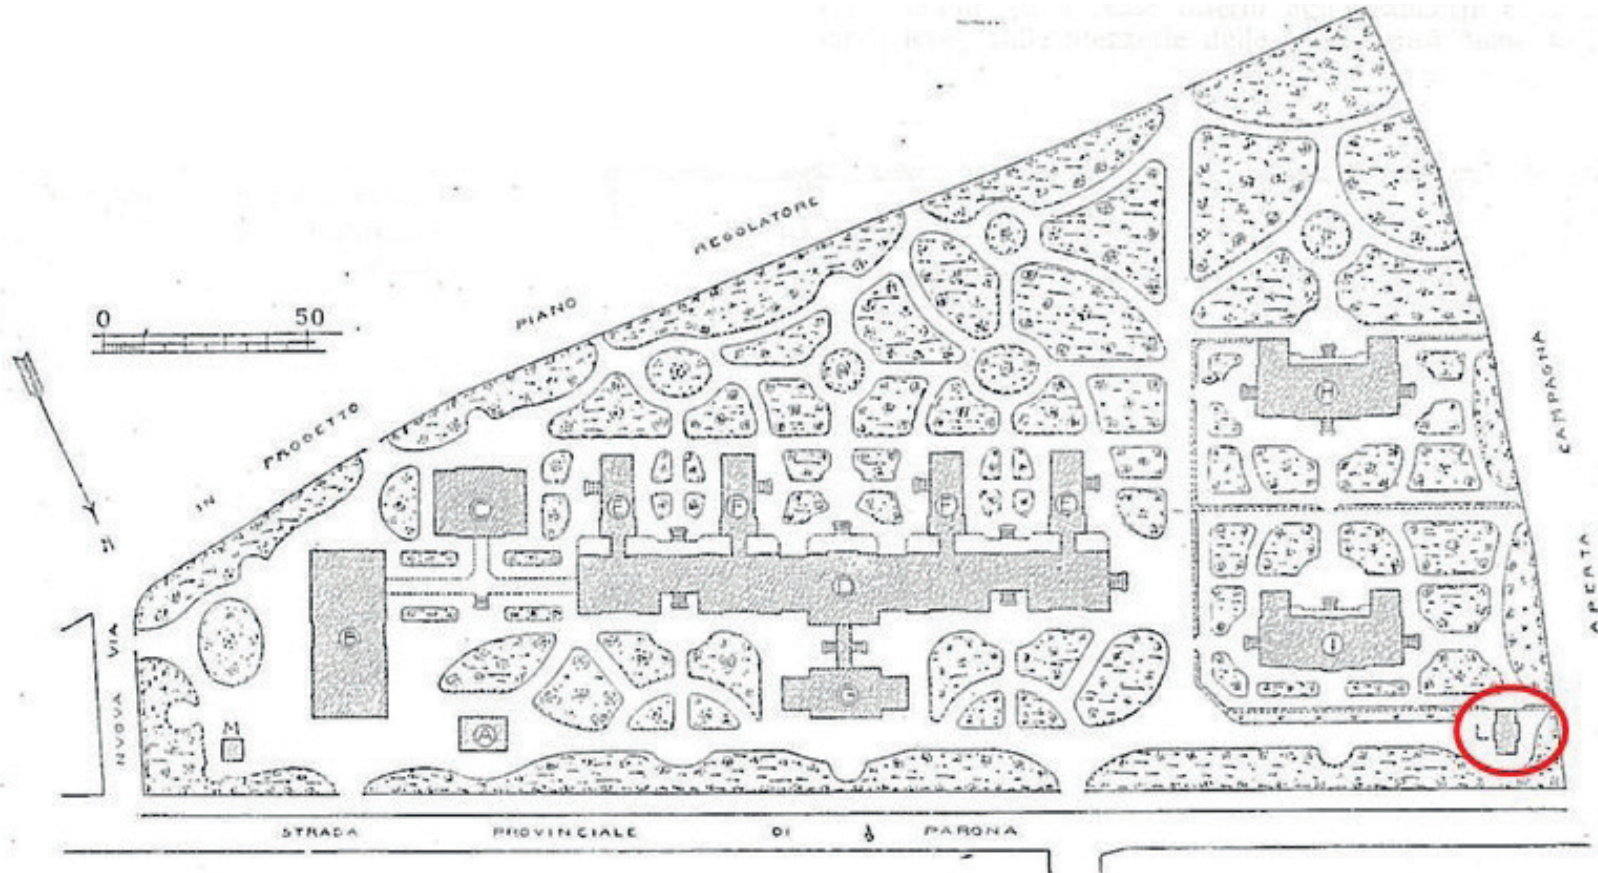 0 50
IN PROGETTO PIANO REGOLATORE
CAMPAGNA APERTA
NUOVA VIA
H
C
E
F
F
E
D
B
I
G
A
M
L
STRADA PROVINCIALE DI PARONA